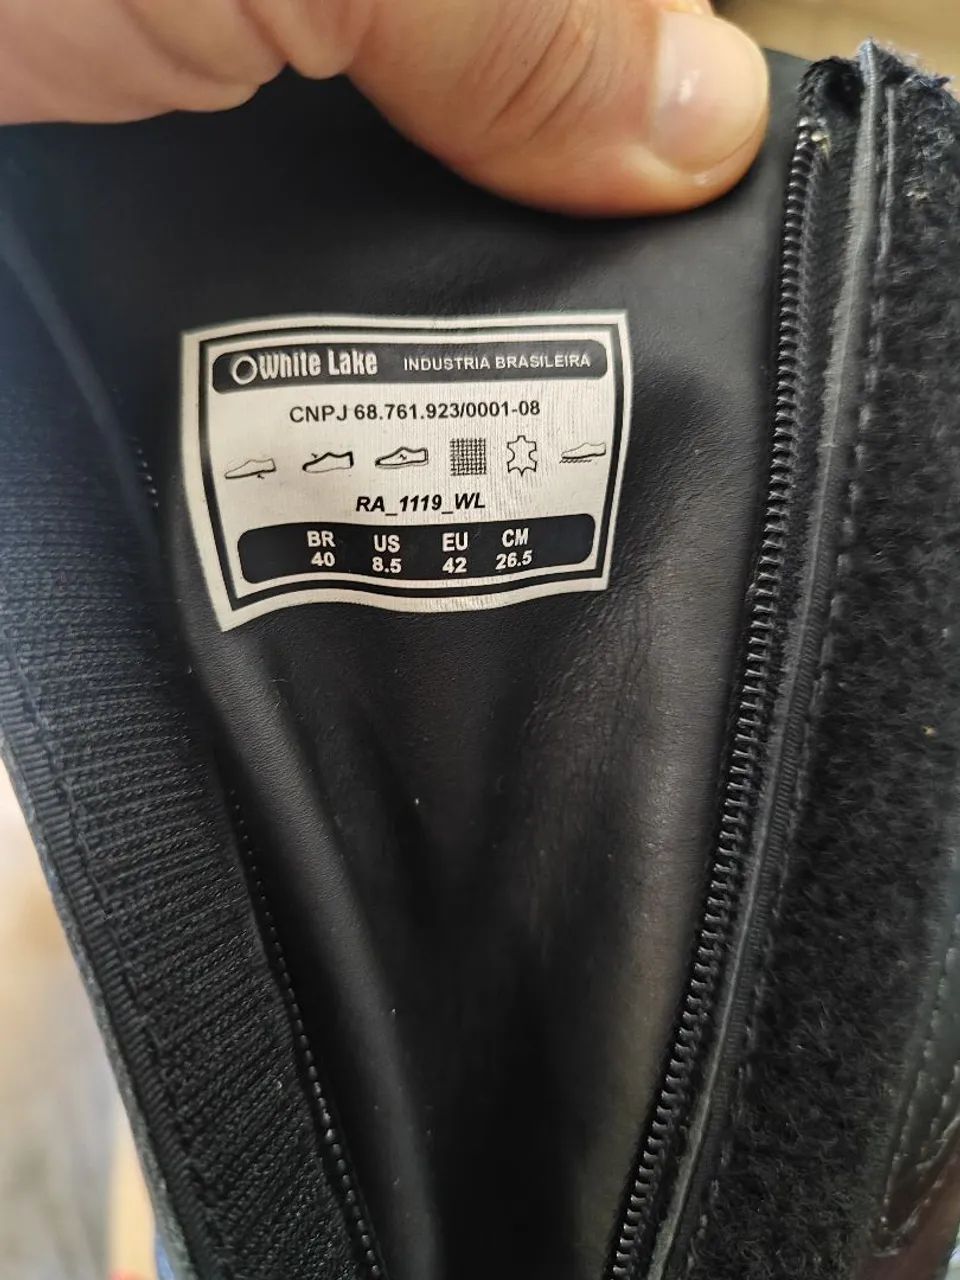 White Lake INDUSTRIA BRASILEIRA
CNPJ 68.761.923/0001-08
RA_1119_WL
BR US EU CM
40 8.5 42 26.5